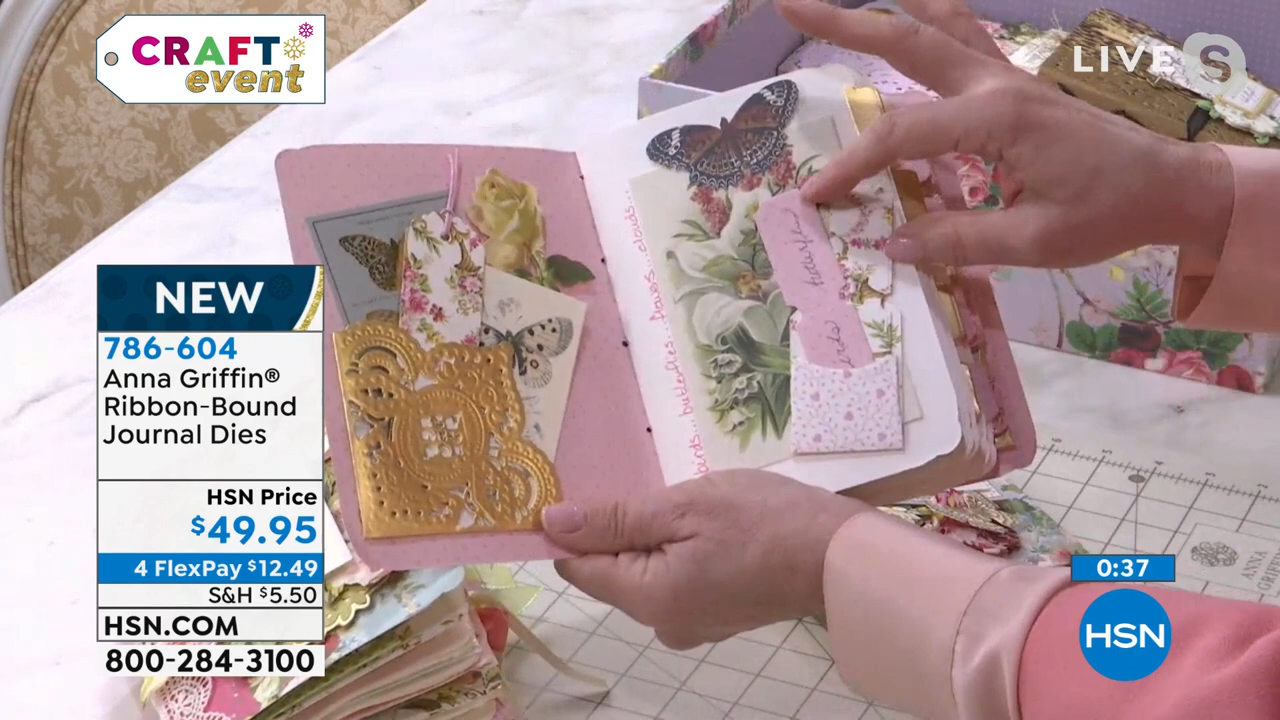 CRAFT
event
LIVE S
NEW
786-604
Anna Griffin®
Ribbon-Bound
Journal Dies
HSN Price
$49.95
4 FlexPay $12.49
S&H $5.50
HSN.COM
800-284-3100
birds...butterflies...flowers...clouds...
0:37
HSN
ANNA
GRIFFIN